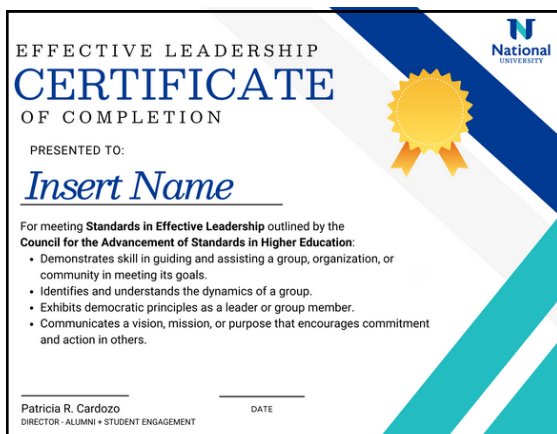 National
UNIVERSITY
EFFECTIVE LEADERSHIP
CERTIFICATE
OF COMPLETION
PRESENTED TO:
Insert Name
For meeting Standards in Effective Leadership outlined by the
Council for the Advancement of Standards in Higher Education:
• Demonstrates skill in guiding and assisting a group, organization, or
community in meeting its goals.
• Identifies and understands the dynamics of a group.
• Exhibits democratic principles as a leader or group member.
• Communicates a vision, mission, or purpose that encourages commitment
and action in others.
Patricia R. Cardozo
DIRECTOR - ALUMNI + STUDENT ENGAGEMENT
DATE